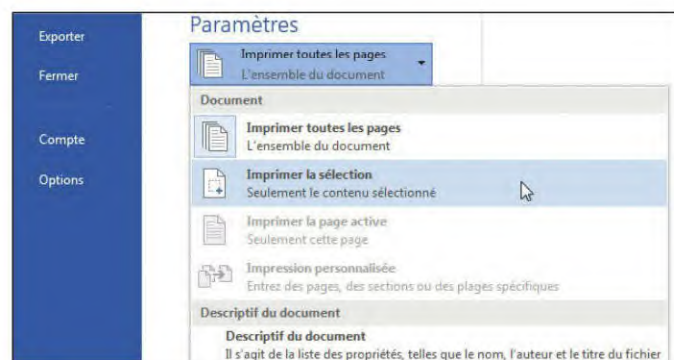 Exporter
Fermer
Compte
Options
Paramètres
Imprimer toutes les pages
L'ensemble du document
Document
Imprimer toutes les pages
L'ensemble du document
Imprimer la sélection
Seulement le contenu sélectionné
Imprimer la page active
Seulement cette page
Impression personnalisée
Entrez des pages, des sections ou des plages spécifiques
Descriptif du document
Descriptif du document
Il s'agit de la liste des propriétés, telles que le nom, l'auteur et le titre du fichier